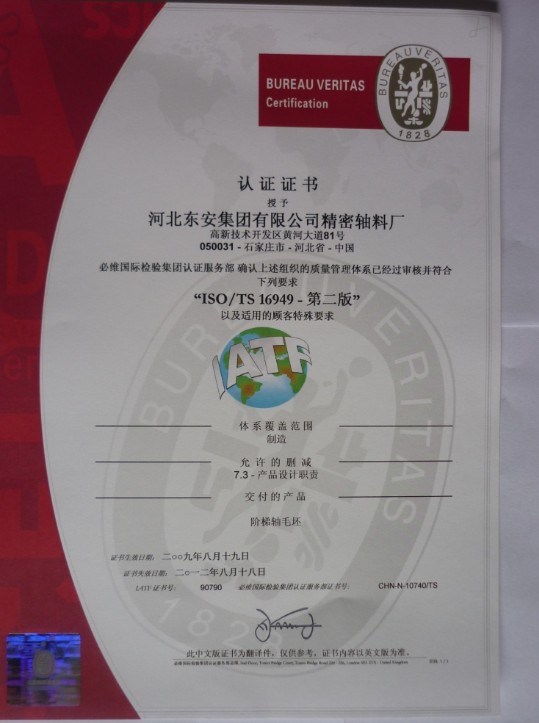 BUREAU VERITAS
Certification
BUREAU VERITAS
1828
认证证书
授予
河北东安集团有限公司精密轴料厂
高新技术开发区黄河大道81号
050031 - 石家庄市 - 河北省 - 中国
必维国际检验集团认证服务部 确认上述组织的质量管理体系已经过审核并符合
下列要求
“ISO/TS 16949 - 第二版”
以及适用的顾客特殊要求
IATF
体系覆盖范围
制造
允许的删减
7.3 - 产品设计职责
交付的产品
阶梯轴毛坯
证书生效日期: 二○○九年八月十九日
证书失效日期: 二○一二年八月十八日
IATF 证书号: 90790 必维国际检验集团认证服务部证书号: CHN-N-10740/TS
此中文版证书为翻译件，仅供参考。证书内容以英文版为准。
BUREAU VERITAS
1828